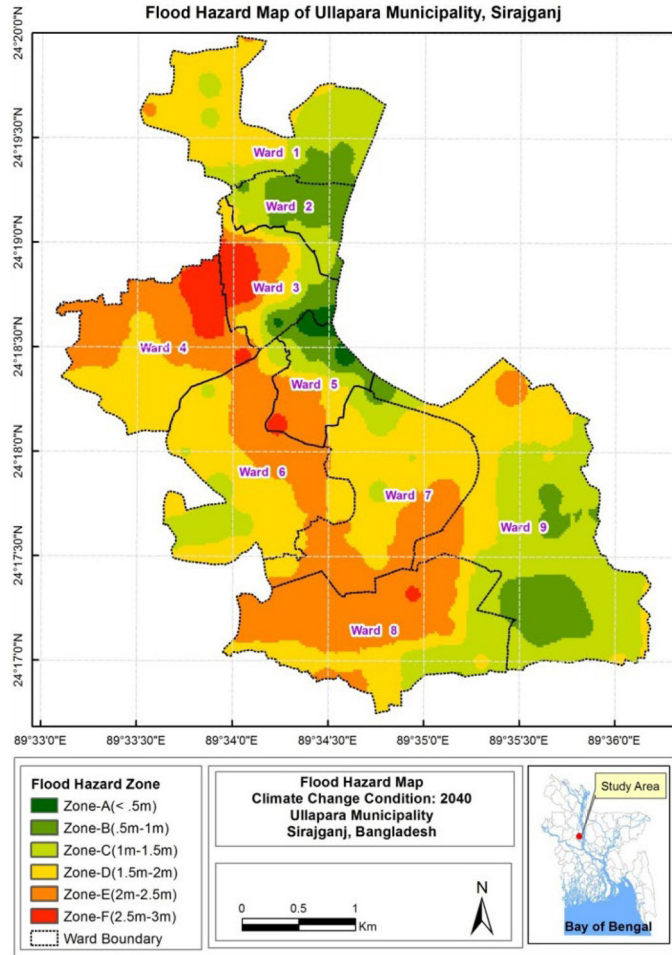 Flood Hazard Map of Ullapara Municipality, Sirajganj
24°20'0"N
24°19'30"N
24°19'0"N
24°18'30"N
24°18'0"N
24°17'30"N
24°17'0"N
Ward 1
Ward 2
Ward 3
Ward 4
Ward 5
Ward 6
Ward 7
Ward 9
Ward 8
89°33'0"E
89°33'30"E
89°34'0"E
89°34'30"E
89°35'0"E
89°35'30"E
89°36'0"E
Flood Hazard Zone
Zone-A(< .5m)
Zone-B(.5m-1m)
Zone-C(1m-1.5m)
Zone-D(1.5m-2m)
Zone-E(2m-2.5m)
Zone-F(2.5m-3m)
Ward Boundary
Flood Hazard Map
Climate Change Condition: 2040
Ullapara Municipality
Sirajganj, Bangladesh
0 0.5 1
Km
N
Study Area
Bay of Bengal